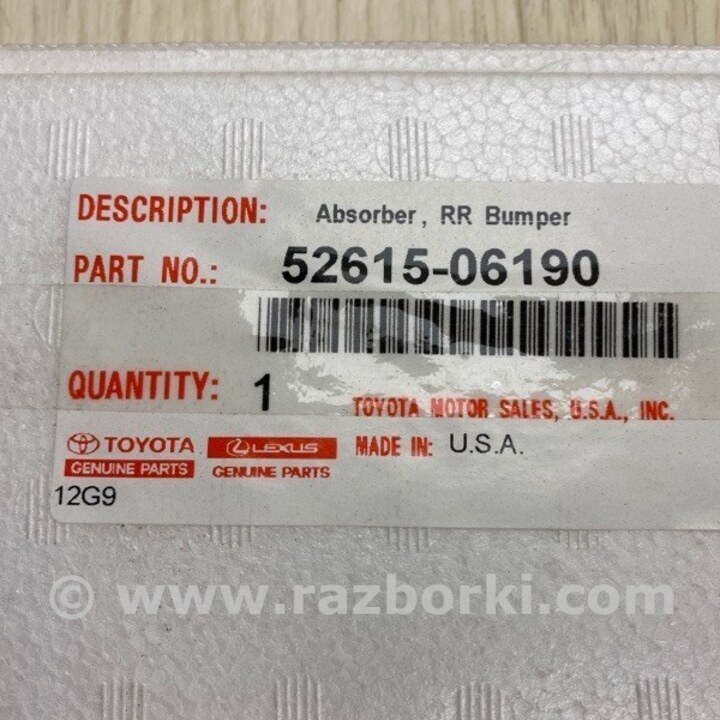 DESCRIPTION: Absorber, RR Bumper
PART NO.: 52615-06190
QUANTITY: 1
TOYOTA MOTOR SALES, U.S.A., INC.
TOYOTA LEXUS MADE IN: U.S.A.
GENUINE PARTS GENUINE PARTS
12G9
© www.razborki.com